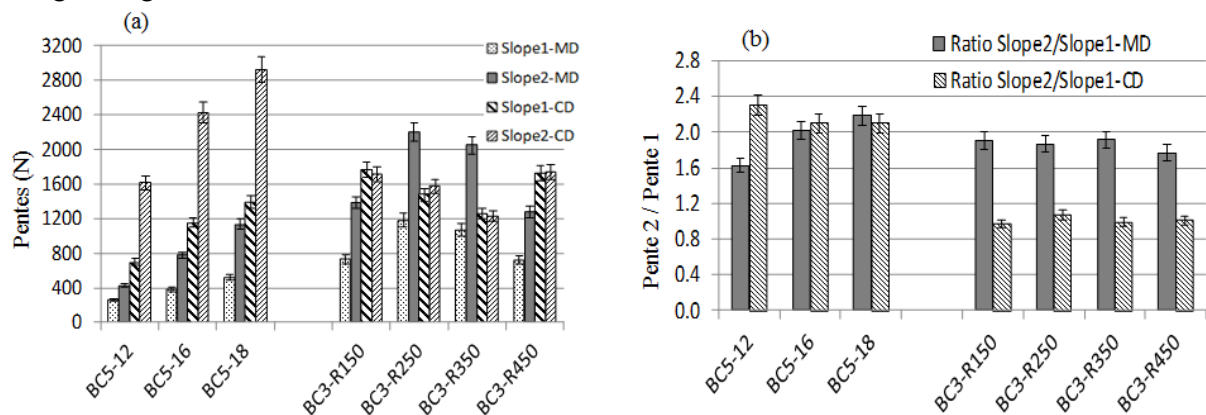 (a)
Pentes (N)
3200
2800
2400
2000
1600
1200
800
400
0
Slope1-MD
Slope2-MD
Slope1-CD
Slope2-CD
BC5-12
BC5-16
BC5-18
BC3-R150
BC3-R250
BC3-R350
BC3-R450
(b)
Ratio Slope2/Slope1-MD
Ratio Slope2/Slope1-CD
Pente 2 / Pente 1
2.8
2.4
2.0
1.6
1.2
0.8
0.4
0.0
BC5-12
BC5-16
BC5-18
BC3-R150
BC3-R250
BC3-R350
BC3-R450